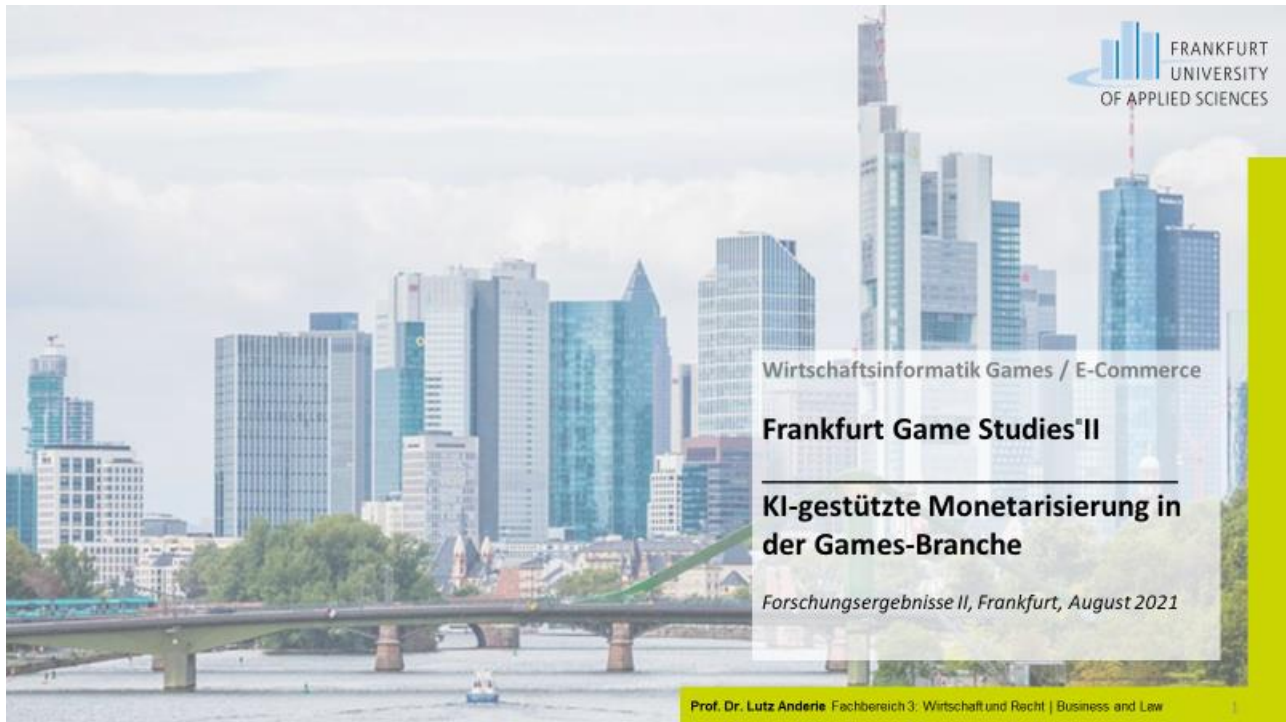 FRANKFURT
UNIVERSITY
OF APPLIED SCIENCES
Wirtschaftsinformatik Games / E-Commerce
Frankfurt Game Studies II
KI-gestützte Monetarisierung in
der Games-Branche
Forschungsergebnisse II, Frankfurt, August 2021
Prof. Dr. Lutz Anderie Fachbereich 3: Wirtschaft und Recht | Business and Law 1